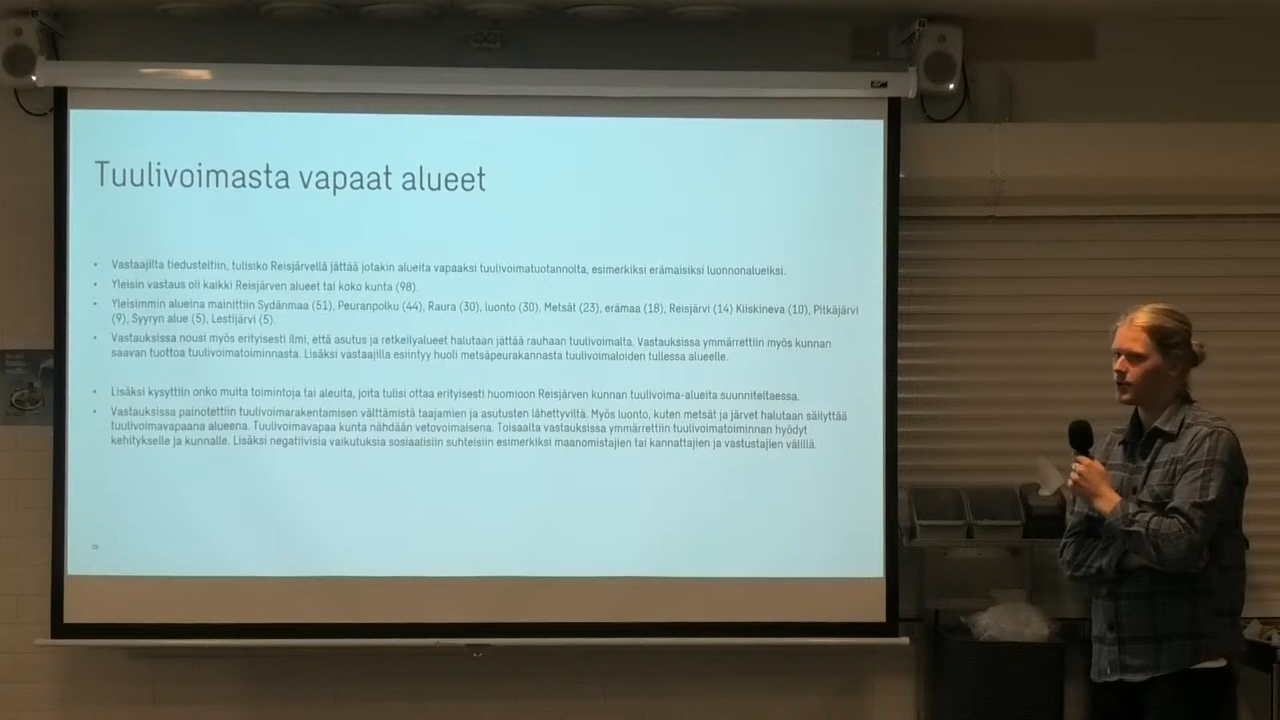 Tuulivoimasta vapaat alueet
• Vastaajilta tiedusteltiin, tulisiko Reisjärvellä jättää jotakin alueita vapaaksi tuulivoimatuotannolta, esimerkiksi erämaisiksi luonnonalueiksi.
• Yleisin vastaus oli kaikki Reisjärven alueet tai koko kunta (98).
• Yleisimmin alueina mainittiin Sydänmaa (51), Peuranpolku (44), Raura (30), luonto (30), Metsät (23), erämaa (18), Reisjärvi (14) Kiiskineva (10), Pitkäjärvi
(9), Syyryn alue (5), Lestijärvi (5).
• Vastauksissa nousi myös erityisesti ilmi, että asutus ja retkeilyalueet halutaan jättää rauhaan tuulivoimalta. Vastauksissa ymmärrettiin myös kunnan
saavan tuottoa tuulivoimatoiminnasta. Lisäksi vastaajilla esiintyy huoli metsäpeurakannasta tuulivoimaloiden tullessa alueelle.
• Lisäksi kysyttiin onko muita toimintoja tai aleuita, joita tulisi ottaa erityisesti huomioon Reisjärven kunnan tuulivoima-alueita suunniteltaessa.
• Vastauksissa painotettiin tuulivoimarakentamisen välttämistä taajamien ja asutusten lähettyviltä. Myös luonto, kuten metsät ja järvet halutaan säilyttää
tuulivoimavapaana alueena. Tuulivoimavapaa kunta nähdään vetovoimaisena. Toisaalta vastauksissa ymmärrettiin tuulivoimatoiminnan hyödyt
kehitykselle ja kunnalle. Lisäksi negatiivisia vaikutuksia sosiaalisiin suhteisiin esimerkiksi maanomistajien tai kannattajien ja vastustajien välillä.